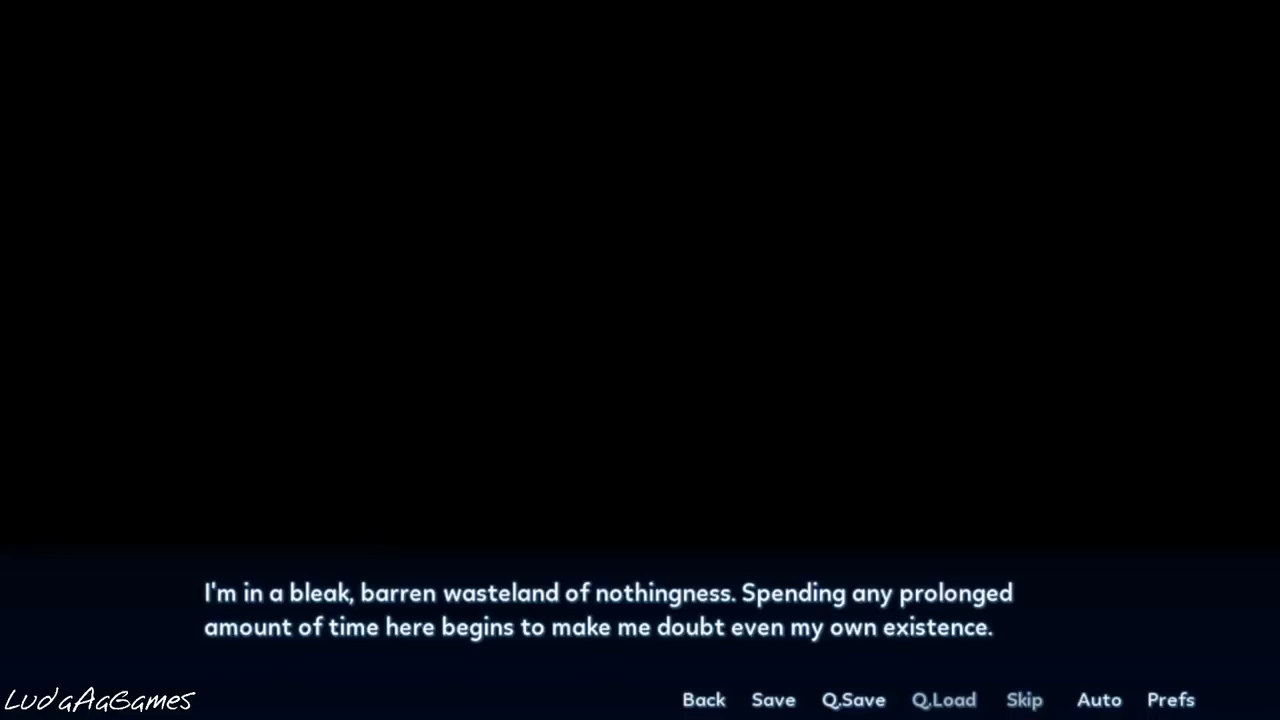 I'm in a bleak, barren wasteland of nothingness. Spending any prolonged
amount of time here begins to make me doubt even my own existence.
LudaAaGames
Back Save Q.Save Q.Load Skip Auto Prefs